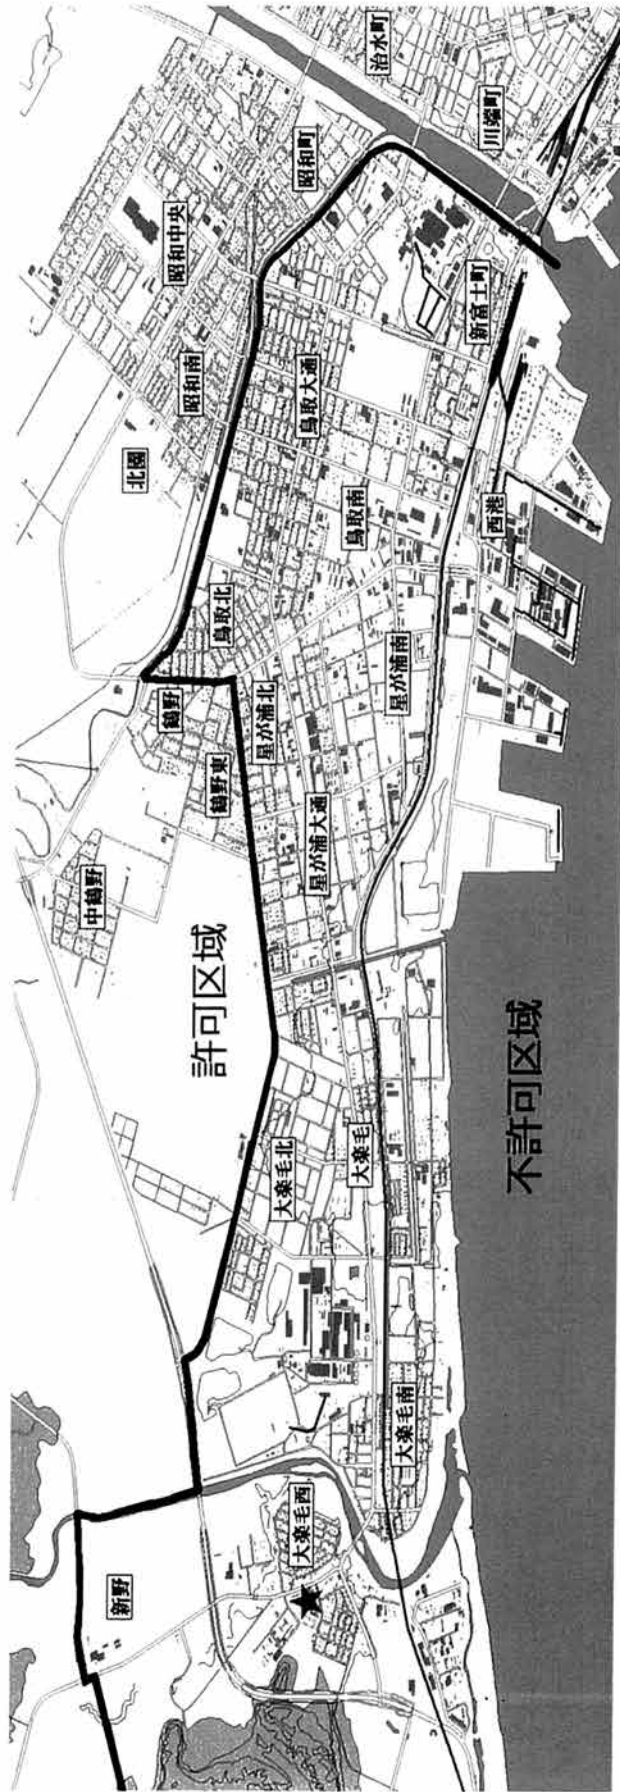 治水町
川端町
昭和町
昭和中央
新富士町
昭和南
鳥取大通
北園
鳥取南
西港
鳥取北
星が浦南
鶴野
星が浦北
鶴野東
星が浦大通
中鶴野
許可区域
不許可区域
大楽毛北
大楽毛
大楽毛南
大楽毛西
新野